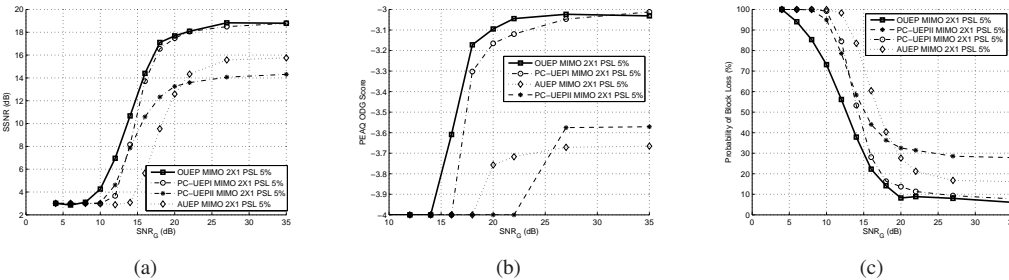 20
18
16
14
12
10
8
6
4
2
SSNR (dB)
5
10
15
20
25
30
35
SNR_G (dB)
OUEP MIMO 2X1 PSL 5%
PC−UEPI MIMO 2X1 PSL 5%
PC−UEPII MIMO 2X1 PSL 5%
AUEP MIMO 2X1 PSL 5%
(a)
−3
−3.1
−3.2
−3.3
−3.4
−3.5
−3.6
−3.7
−3.8
−3.9
−4
PEAQ ODG Score
10
15
20
25
30
35
SNR_G (dB)
OUEP MIMO 2X1 PSL 5%
PC−UEPI MIMO 2X1 PSL 5%
AUEP MIMO 2X1 PSL 5%
PC−UEPII MIMO 2X1 PSL 5%
(b)
100
90
80
70
60
50
40
30
20
10
0
Probability of Block Loss (%)
0
5
10
15
20
25
30
35
SNR_G (dB)
OUEP MIMO 2X1 PSL 5%
PC−UEPII MIMO 2X1 PSL 5%
PC−UEPI MIMO 2X1 PSL 5%
AUEP MIMO 2X1 PSL 5%
(c)